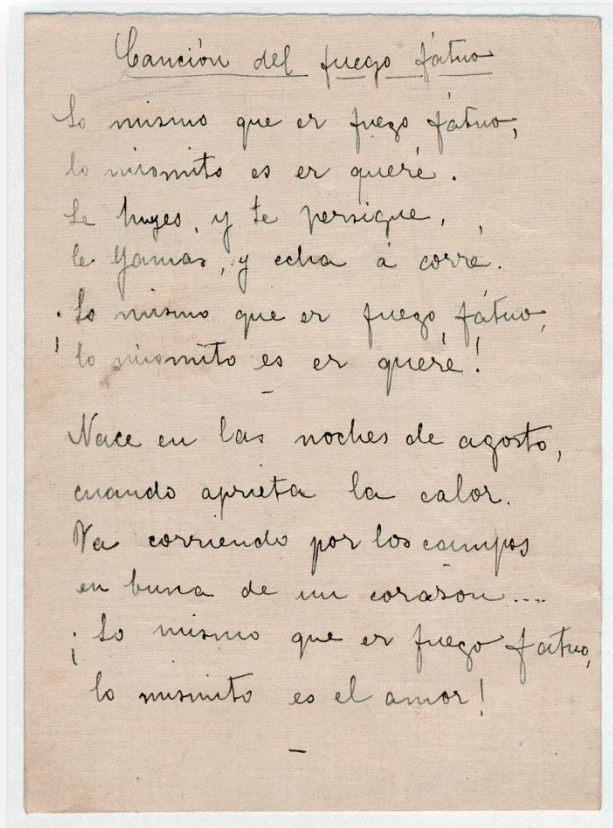 Canción del fuego fátuo
Lo mismo que er fuego fátuo,
lo mismito es er queré.
Le huyes, y te persigue,
le yamas, y echa á corré.
¡Lo mismo que er fuego fátuo,
lo mismito es er queré!
Nace en las noches de agosto,
cuando aprieta la calor.
Va corriendo por los campos
en busca de un corasón....
¡Lo mismo que er fuego fatuo,
lo mismito es el amor!